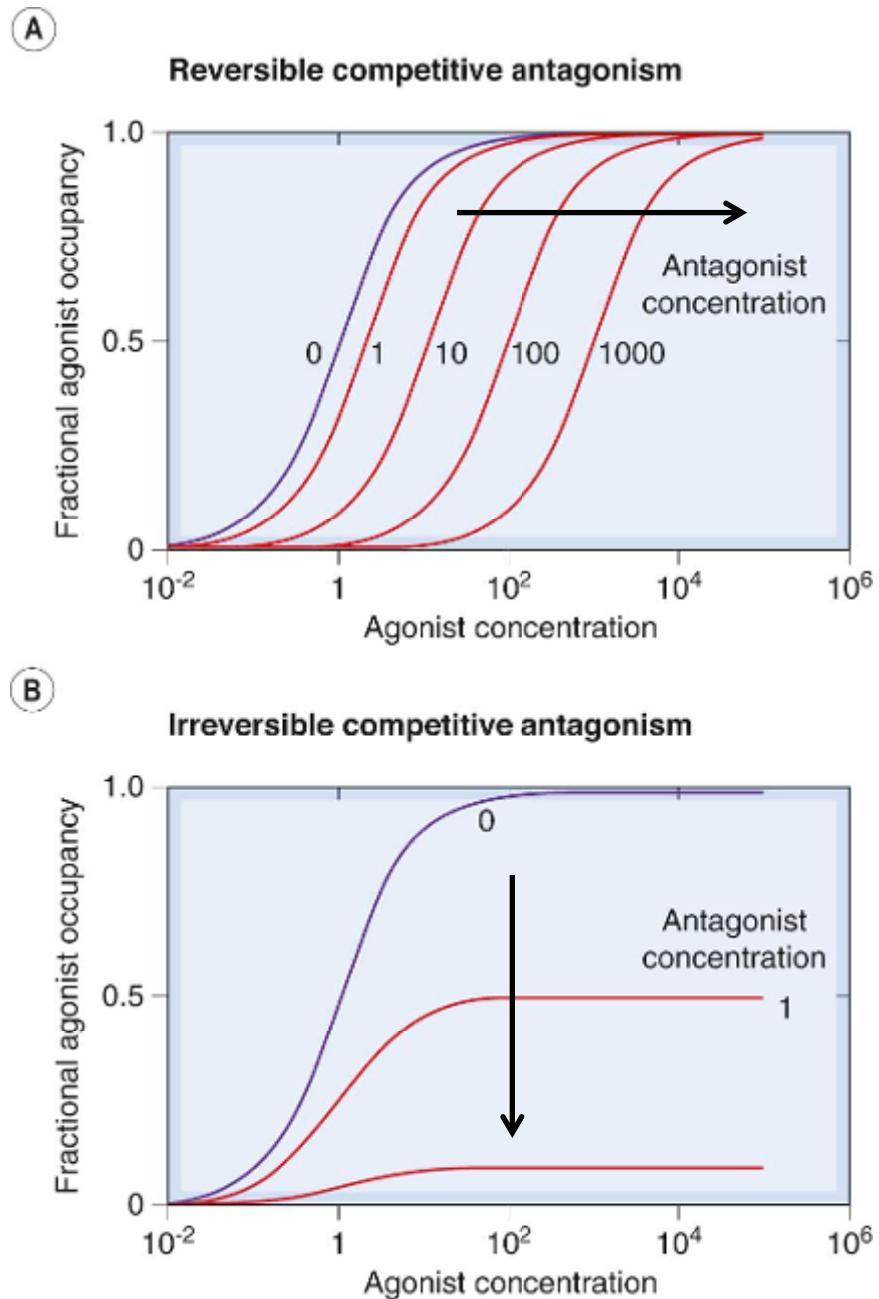 A
Reversible competitive antagonism
1.0
0.5
0
Fractional agonist occupancy
0
1
10
100
1000
Antagonist
concentration
10⁻²
1
10²
10⁴
10⁶
Agonist concentration
B
Irreversible competitive antagonism
1.0
0.5
0
Fractional agonist occupancy
0
Antagonist
concentration
1
10⁻²
1
10²
10⁴
10⁶
Agonist concentration